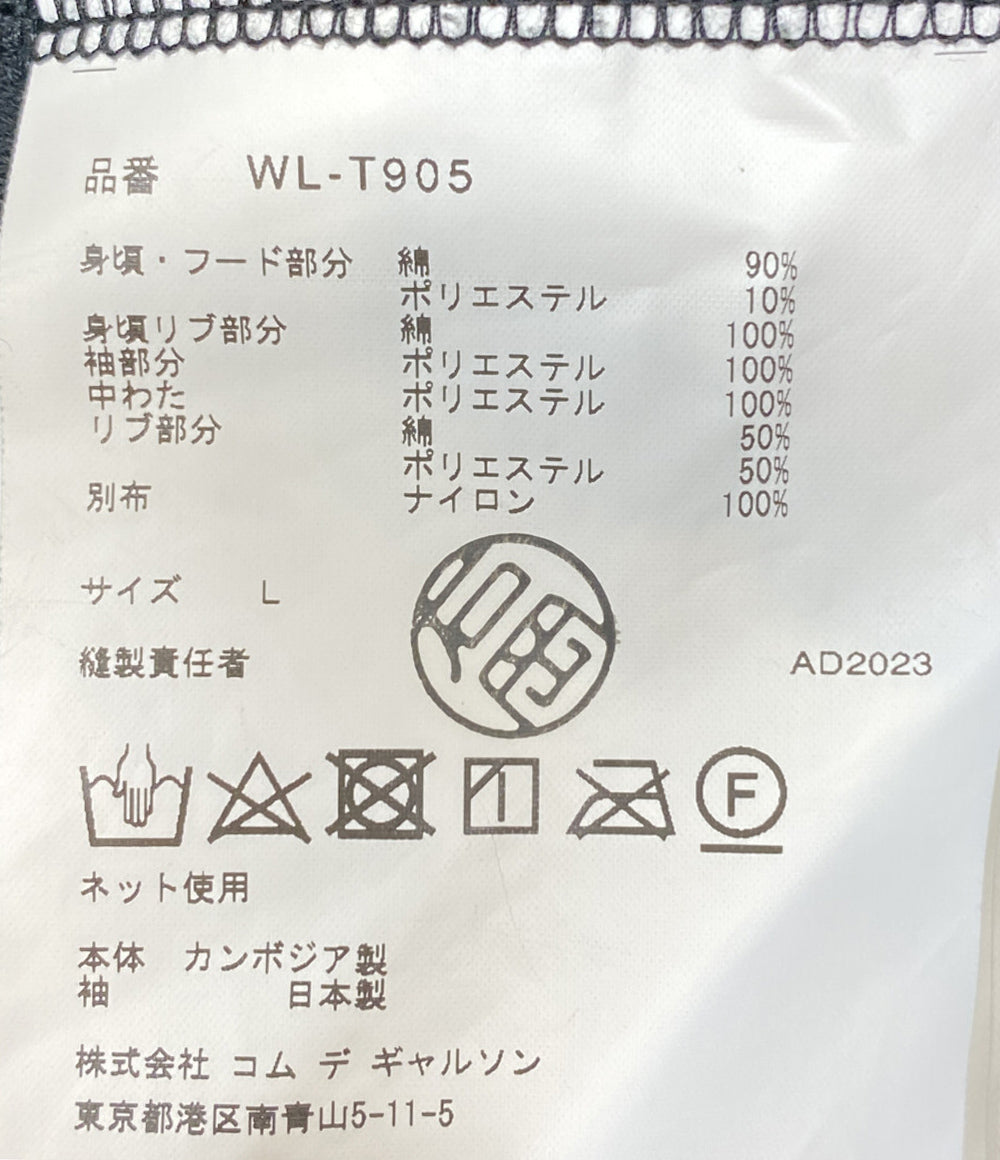 品番 WL-T905
身頃・フード部分 綿 90%
ポリエステル 10%
身頃リブ部分 綿 100%
袖部分 ポリエステル 100%
中わた ポリエステル 100%
リブ部分 綿 50%
ポリエステル 50%
別布 ナイロン 100%
サイズ L
縫製責任者 AD2023
1 F
ネット使用
本体 カンボジア製
袖 日本製
株式会社 コム デ ギャルソン
東京都港区南青山5-11-5